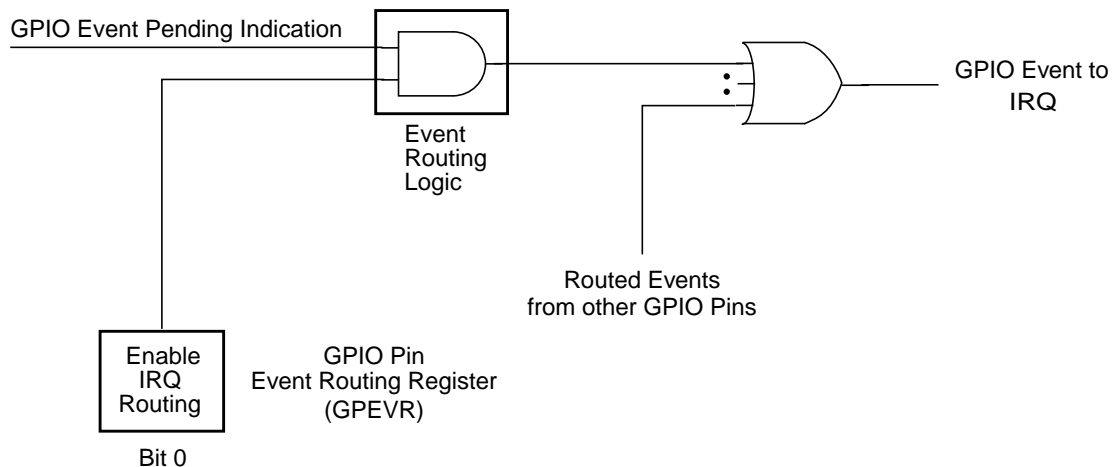 GPIO Event Pending Indication
GPIO Event to
IRQ
Event
Routing
Logic
Routed Events
from other GPIO Pins
Enable
IRQ
Routing
GPIO Pin
Event Routing Register
(GPEVR)
Bit 0